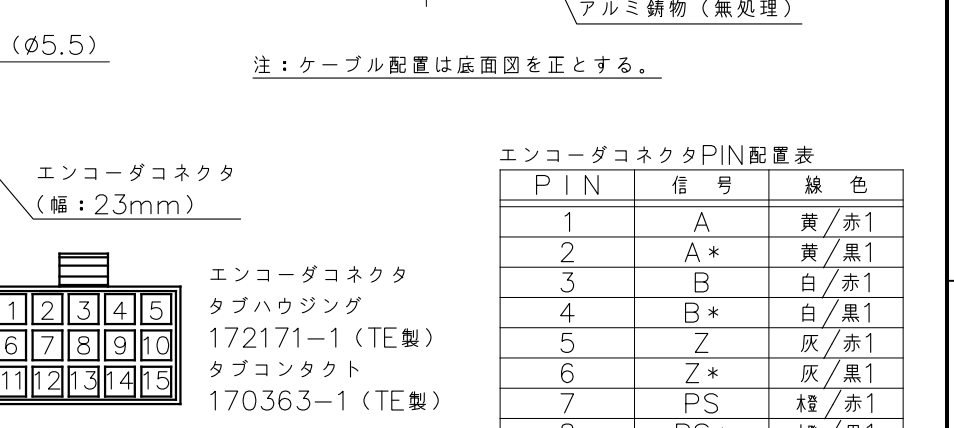 アルミ鋳物(無処理)
(φ5.5)
注:ケーブル配置は底面図を正とする。
エンコーダコネクタ
(幅:23mm)
1 2 3 4 5
6 7 8 9 10
11 12 13 14 15
エンコーダコネクタ
タブハウジング
172171-1(TE製)
タブコンタクト
170363-1(TE製)
エンコーダコネクタPIN配置表
PIN 信号 線色
1 A 黄/赤1
2 A* 黄/黒1
3 B 白/赤1
4 B* 白/黒1
5 Z 灰/赤1
6 Z* 灰/黒1
7 PS 橙/赤1